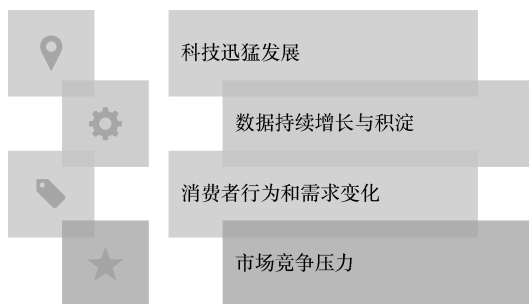 科技迅猛发展
数据持续增长与积淀
消费者行为和需求变化
市场竞争压力